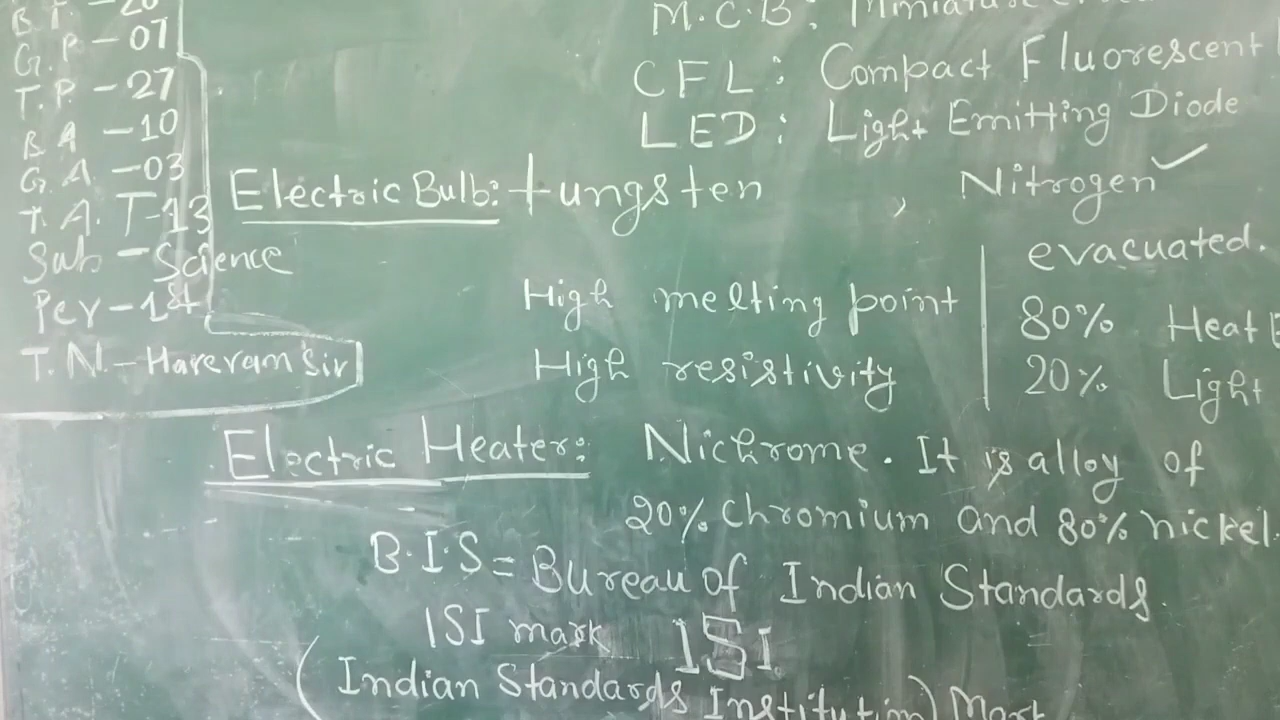 B.P. - 20
G.P - 07
T.P. - 27
B A - 10
G. A. - 03
T. A. T-13
Sub - Science
Per - 1st
T. N. - Hareram Sir
M.C.B :
CFL : Compact Fluorescent
LED : Light Emitting Diode
Electric Bulb: tungsten , Nitrogen ✓
evacuated.
High melting point
80% Heat
High resistivity
20% Light
Electric Heater: Nichrome. It is alloy of
20% chromium and 80% nickel.
B.I.S = Bureau of Indian Standards.
ISI mark ISI
(Indian Standards Institution) Mark